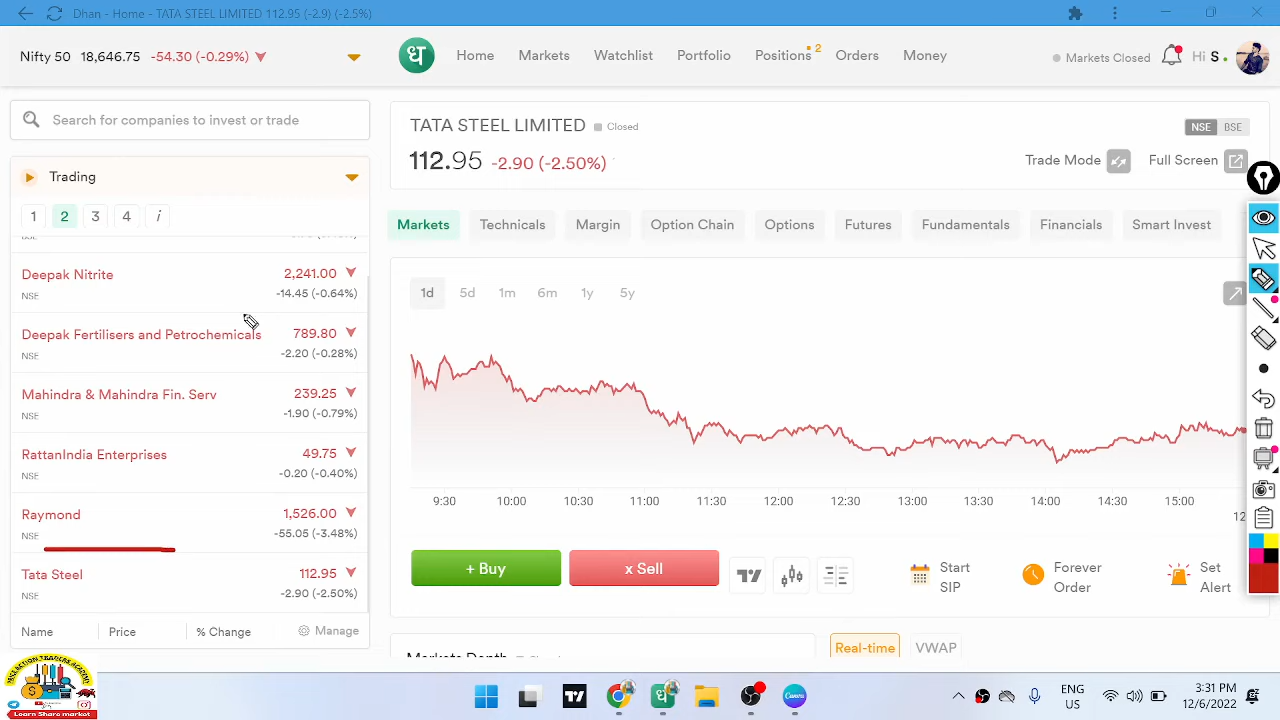 Dhan - Home - TATA STEEL LIMITED 112.95 (-2.9) (-2.5%)
Nifty 50 18,646.75 -54.30 (-0.29%)
ध
Home Markets Watchlist Portfolio Positions 2 Orders Money
Markets Closed Hi S
Search for companies to invest or trade
Trading
1 2 3 4 i
Deepak Nitrite 2,241.00
NSE -14.45 (-0.64%)
Deepak Fertilisers and Petrochemicals 789.80
NSE -2.20 (-0.28%)
Mahindra & Mahindra Fin. Serv 239.25
NSE -1.90 (-0.79%)
RattanIndia Enterprises 49.75
NSE -0.20 (-0.40%)
Raymond 1,526.00
NSE -55.05 (-3.48%)
Tata Steel 112.95
NSE -2.90 (-2.50%)
Name Price % Change Manage
TATA STEEL LIMITED Closed
NSE BSE
112.95 -2.90 (-2.50%)
Trade Mode Full Screen
Markets Technicals Margin Option Chain Options Futures Fundamentals Financials Smart Invest
1d 5d 1m 6m 1y 5y
9:30 10:00 10:30 11:00 11:30 12:00 12:30 13:00 13:30 14:00 14:30 15:00
12
+ Buy x Sell
Start SIP
Forever Order
Set Alert
Markets Depth
Real-time VWAP
Learn Share market
ENG
US
3:31 PM
12/6/2022